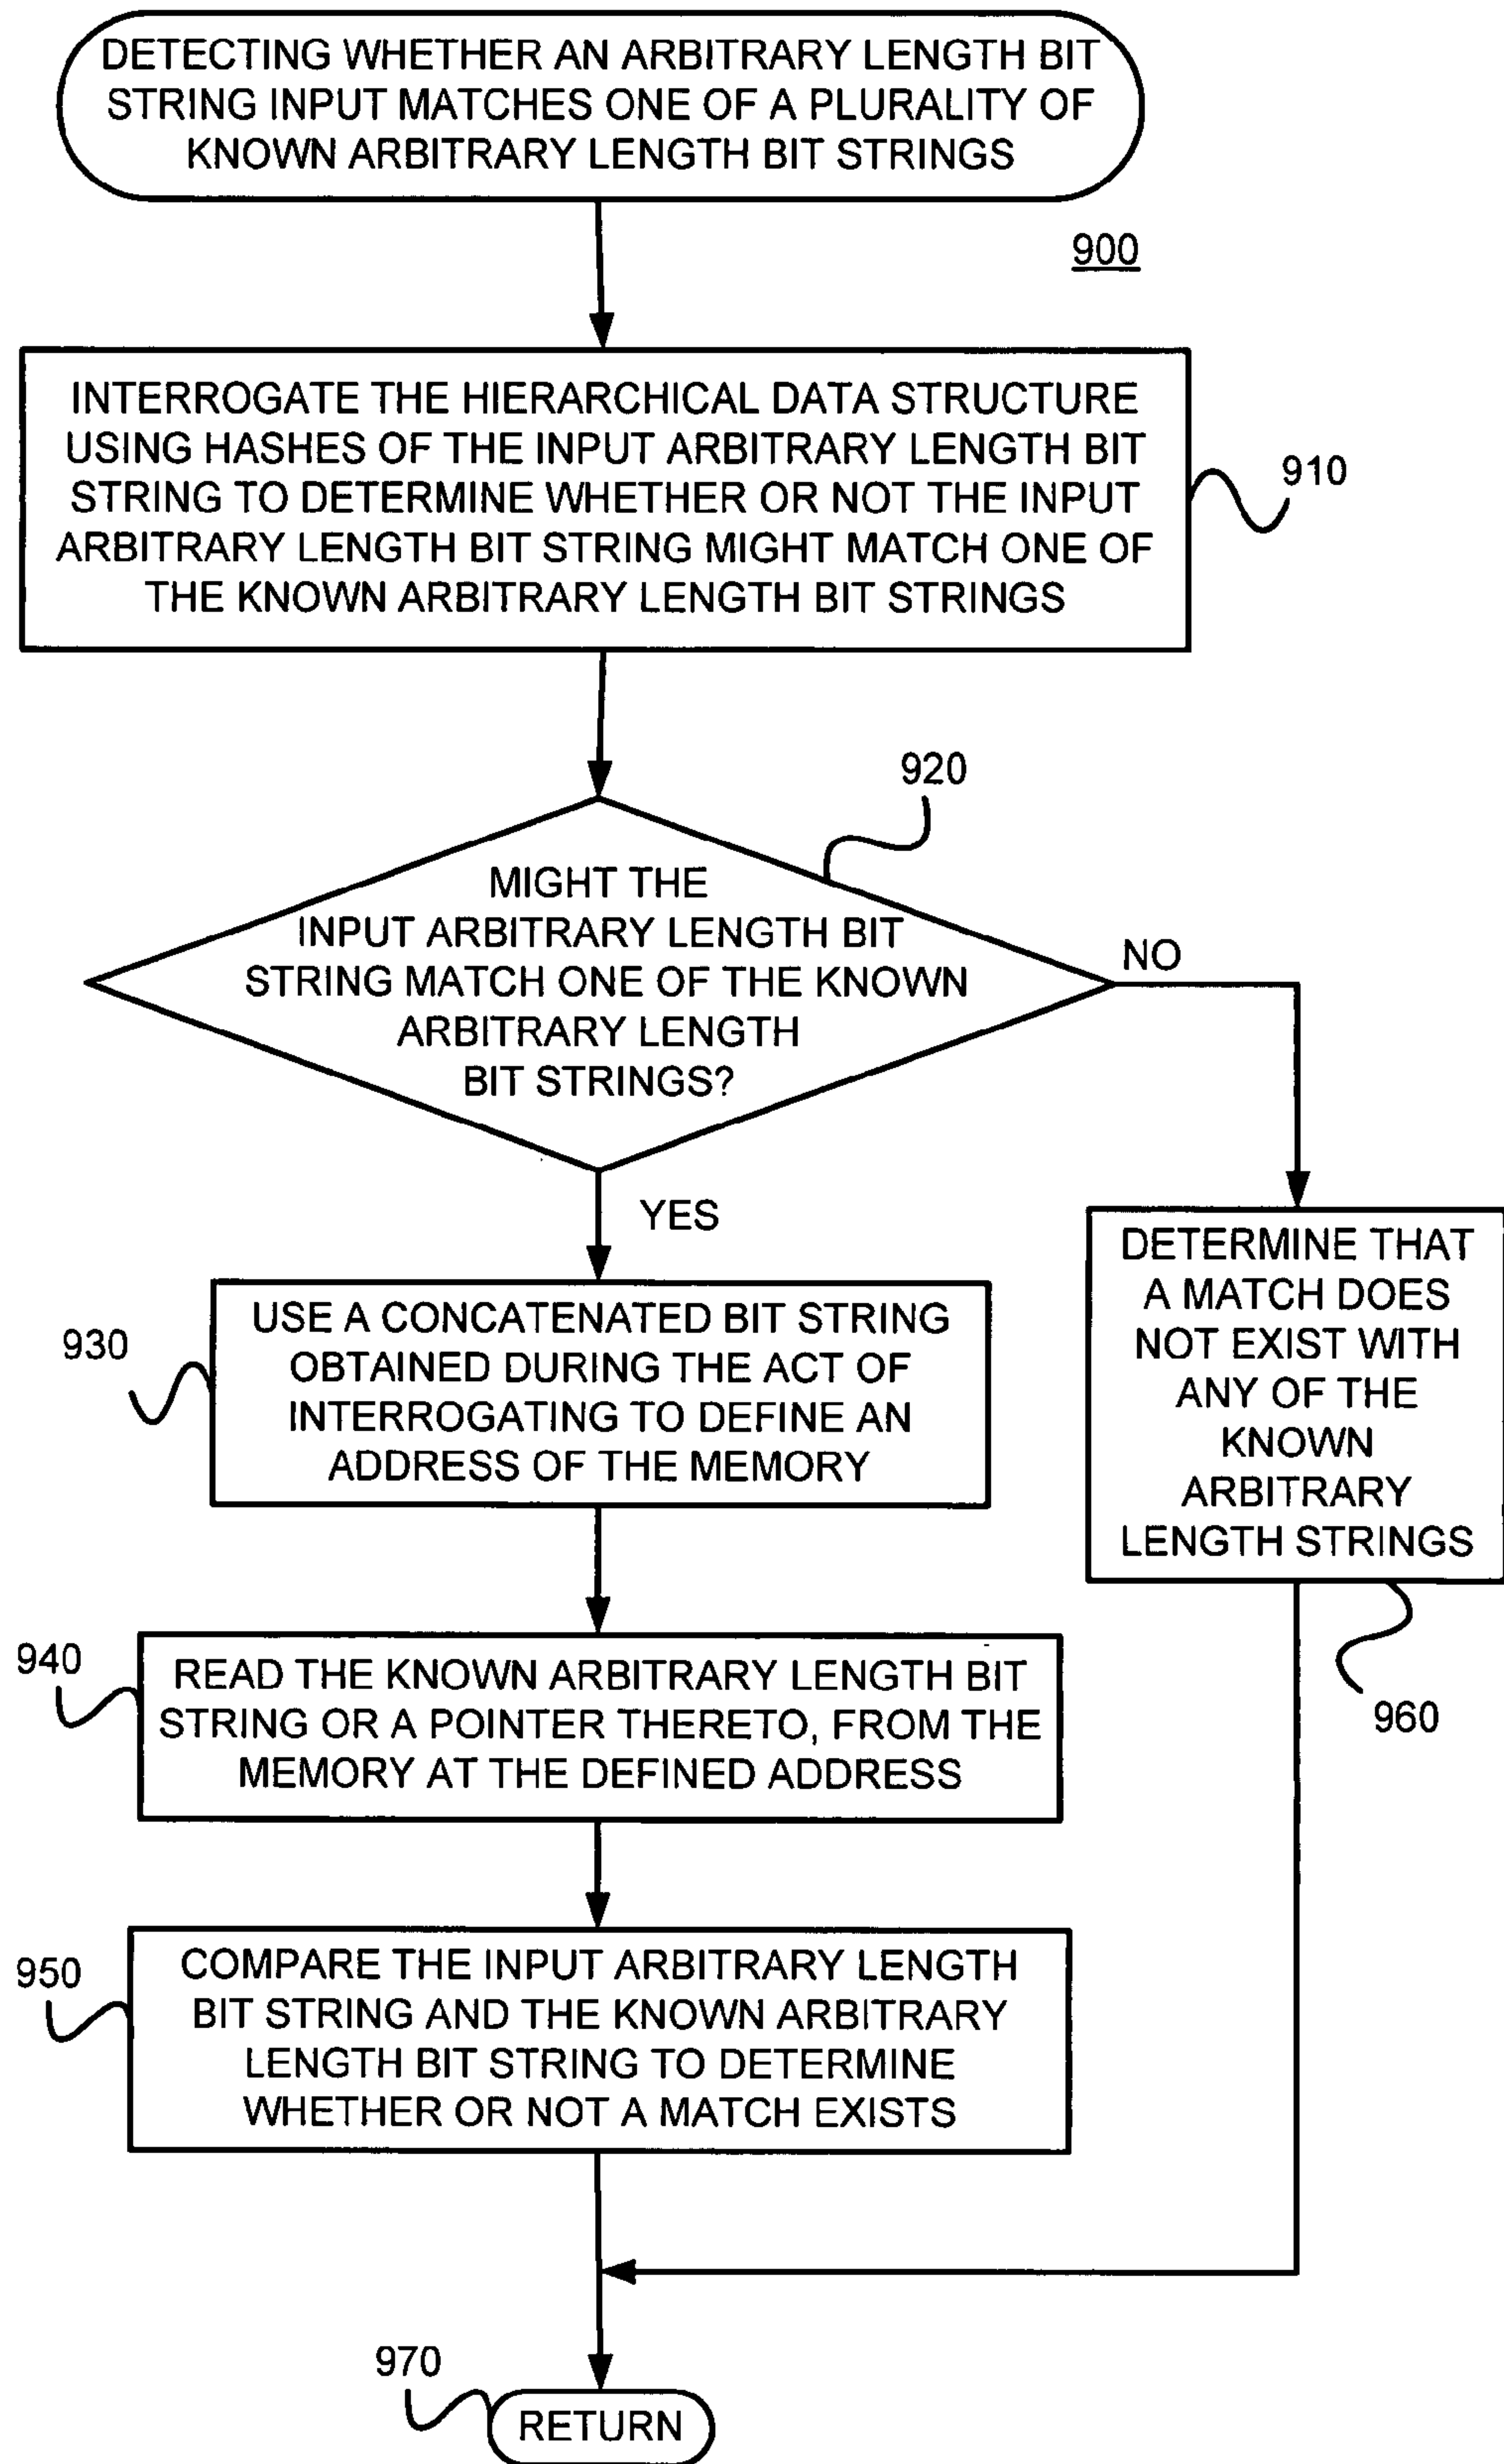 DETECTING WHETHER AN ARBITRARY LENGTH BIT
STRING INPUT MATCHES ONE OF A PLURALITY OF
KNOWN ARBITRARY LENGTH BIT STRINGS
900
INTERROGATE THE HIERARCHICAL DATA STRUCTURE
USING HASHES OF THE INPUT ARBITRARY LENGTH BIT
STRING TO DETERMINE WHETHER OR NOT THE INPUT
ARBITRARY LENGTH BIT STRING MIGHT MATCH ONE OF
THE KNOWN ARBITRARY LENGTH BIT STRINGS
910
920
MIGHT THE
INPUT ARBITRARY LENGTH BIT
STRING MATCH ONE OF THE KNOWN
ARBITRARY LENGTH
BIT STRINGS?
NO
YES
930
USE A CONCATENATED BIT STRING
OBTAINED DURING THE ACT OF
INTERROGATING TO DEFINE AN
ADDRESS OF THE MEMORY
DETERMINE THAT
A MATCH DOES
NOT EXIST WITH
ANY OF THE
KNOWN
ARBITRARY
LENGTH STRINGS
960
940
READ THE KNOWN ARBITRARY LENGTH BIT
STRING OR A POINTER THERETO, FROM THE
MEMORY AT THE DEFINED ADDRESS
950
COMPARE THE INPUT ARBITRARY LENGTH
BIT STRING AND THE KNOWN ARBITRARY
LENGTH BIT STRING TO DETERMINE
WHETHER OR NOT A MATCH EXISTS
970
RETURN